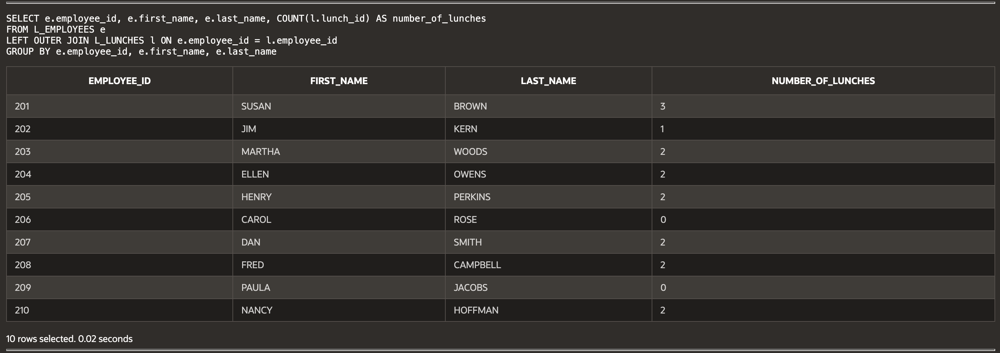 SELECT e.employee_id, e.first_name, e.last_name, COUNT(l.lunch_id) AS number_of_lunches
FROM L_EMPLOYEES e
LEFT OUTER JOIN L_LUNCHES l ON e.employee_id = l.employee_id
GROUP BY e.employee_id, e.first_name, e.last_name
EMPLOYEE_ID FIRST_NAME LAST_NAME NUMBER_OF_LUNCHES
201 SUSAN BROWN 3
202 JIM KERN 1
203 MARTHA WOODS 2
204 ELLEN OWENS 2
205 HENRY PERKINS 2
206 CAROL ROSE 0
207 DAN SMITH 2
208 FRED CAMPBELL 2
209 PAULA JACOBS 0
210 NANCY HOFFMAN 2
10 rows selected. 0.02 seconds